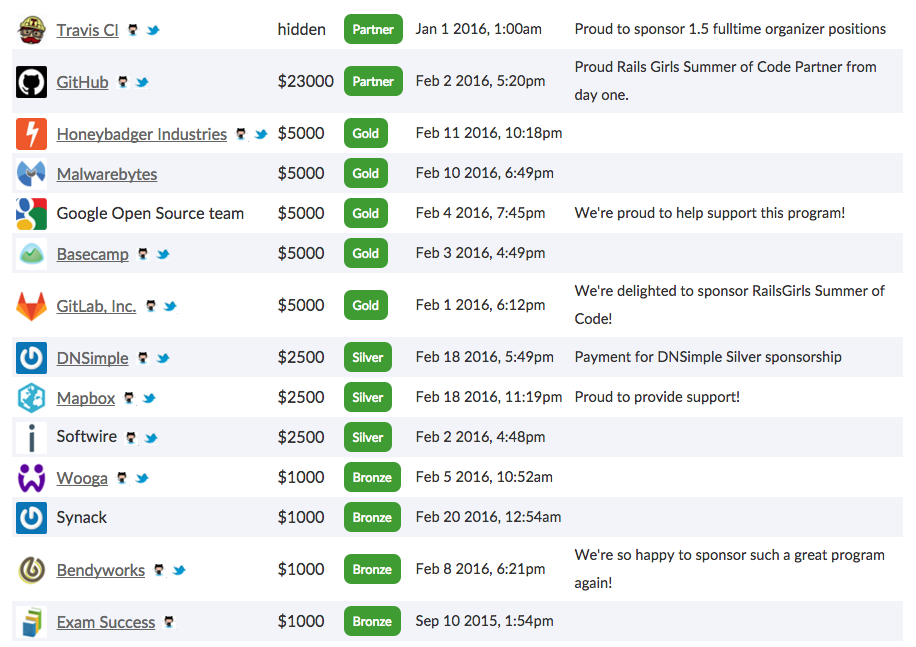 Travis CI hidden Partner Jan 1 2016, 1:00am Proud to sponsor 1.5 fulltime organizer positions
GitHub $23000 Partner Feb 2 2016, 5:20pm Proud Rails Girls Summer of Code Partner from
day one.
Honeybadger Industries $5000 Gold Feb 11 2016, 10:18pm
Malwarebytes $5000 Gold Feb 10 2016, 6:49pm
Google Open Source team $5000 Gold Feb 4 2016, 7:45pm We're proud to help support this program!
Basecamp $5000 Gold Feb 3 2016, 4:49pm
GitLab, Inc. $5000 Gold Feb 1 2016, 6:12pm We're delighted to sponsor RailsGirls Summer of
Code!
DNSimple $2500 Silver Feb 18 2016, 5:49pm Payment for DNSimple Silver sponsorship
Mapbox $2500 Silver Feb 18 2016, 11:19pm Proud to provide support!
Softwire $2500 Silver Feb 2 2016, 4:48pm
Wooga $1000 Bronze Feb 5 2016, 10:52am
Synack $1000 Bronze Feb 20 2016, 12:54am
Bendyworks $1000 Bronze Feb 8 2016, 6:21pm We're so happy to sponsor such a great program
again!
Exam Success $1000 Bronze Sep 10 2015, 1:54pm